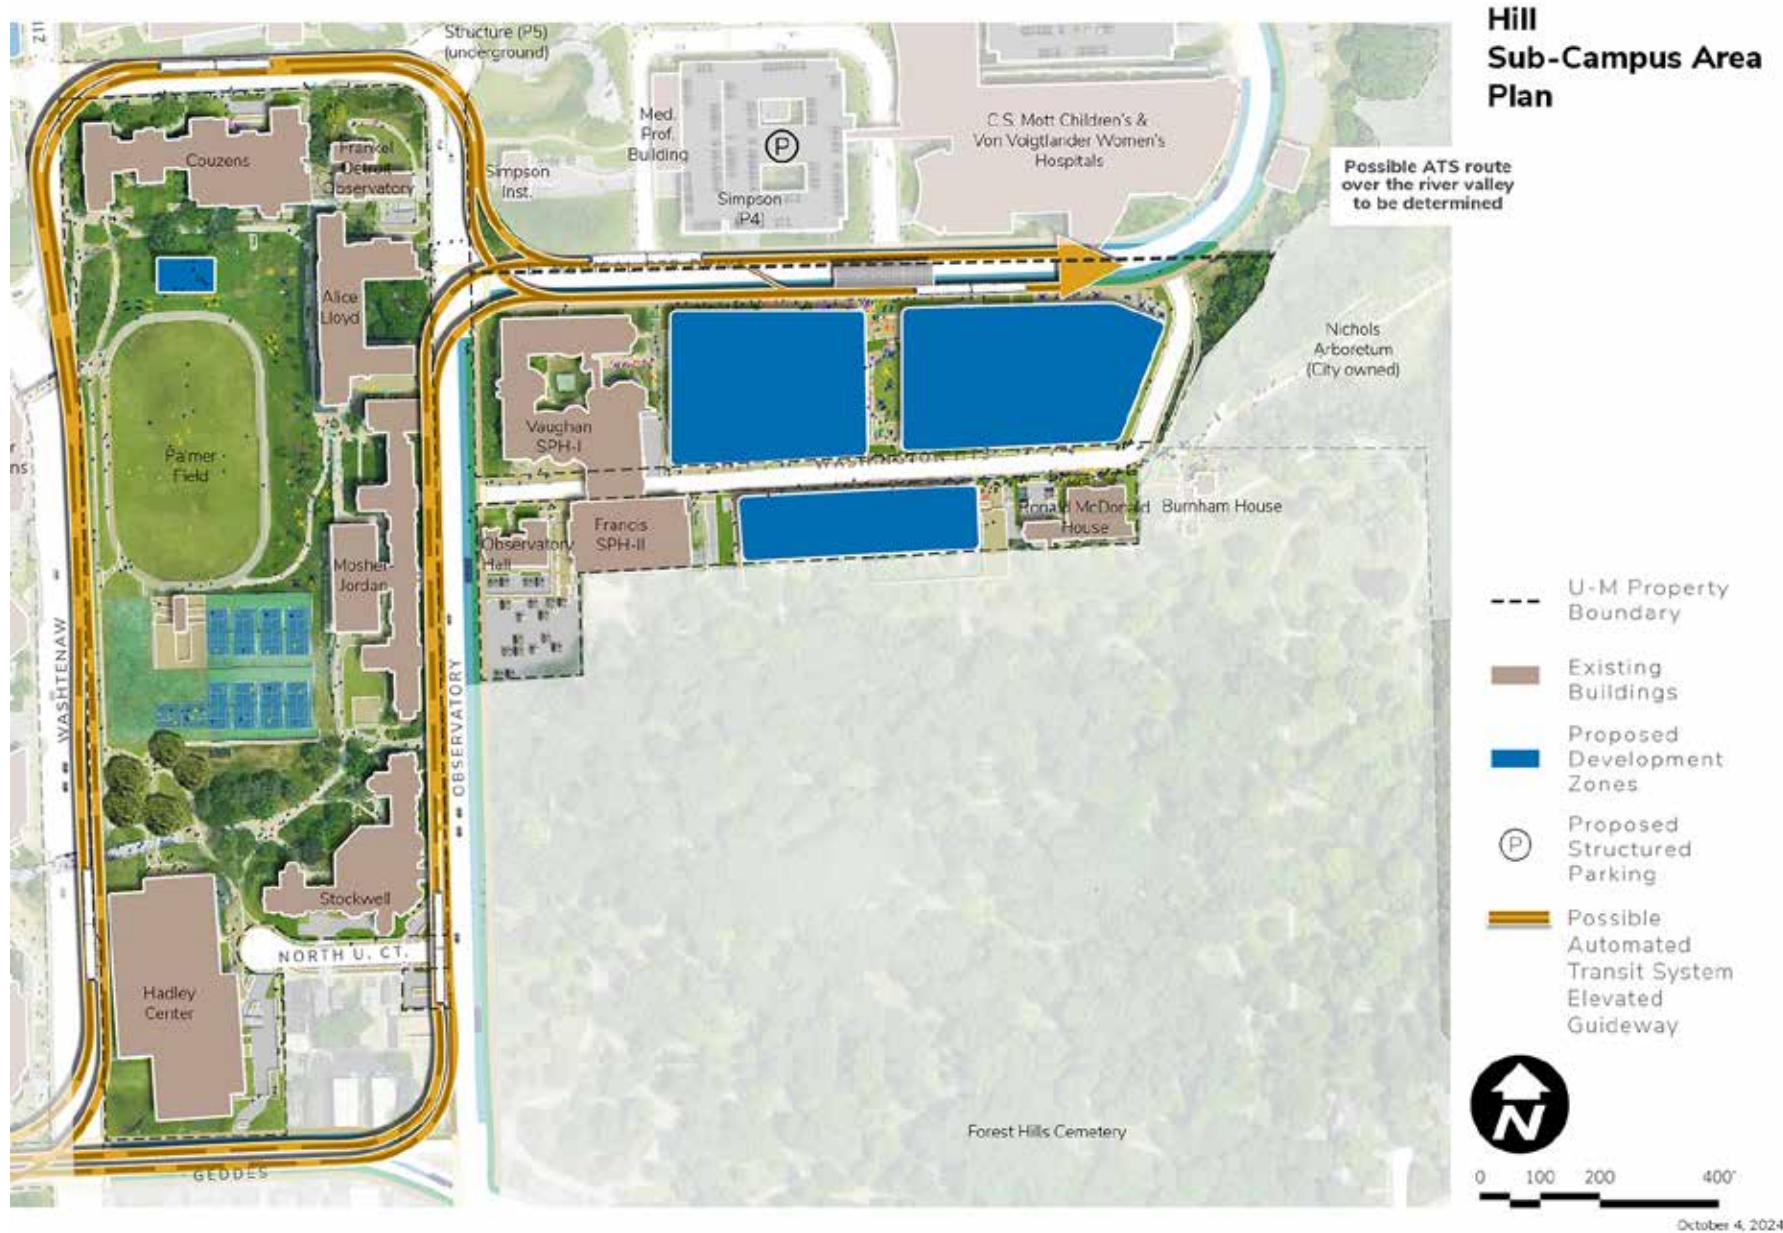 Hill
Sub-Campus Area
Plan
Structure (P5)
(underground)
Med.
Prof.
Building
P
Simpson
(P4)
C.S. Mott Children's &
Von Voigtlander Women's
Hospitals
Possible ATS route
over the river valley
to be determined
Couzens
Frankel
Detroit
Observatory
Simpson
Inst.
Alice
Lloyd
Nichols
Arboretum
(City owned)
Vaughan
SPH-I
Palmer
Field
WASHINGTON HTS
Francis
SPH-II
Observatory
Hall
Ronald McDonald
House
Burnham House
Mosher
Jordan
WASHTENAW
OBSERVATORY
Stockwell
NORTH U. CT.
Hadley
Center
GEDDES
Forest Hills Cemetery
U-M Property
Boundary
Existing
Buildings
Proposed
Development
Zones
P
Proposed
Structured
Parking
Possible
Automated
Transit System
Elevated
Guideway
N
0 100 200 400'
October 4, 2024